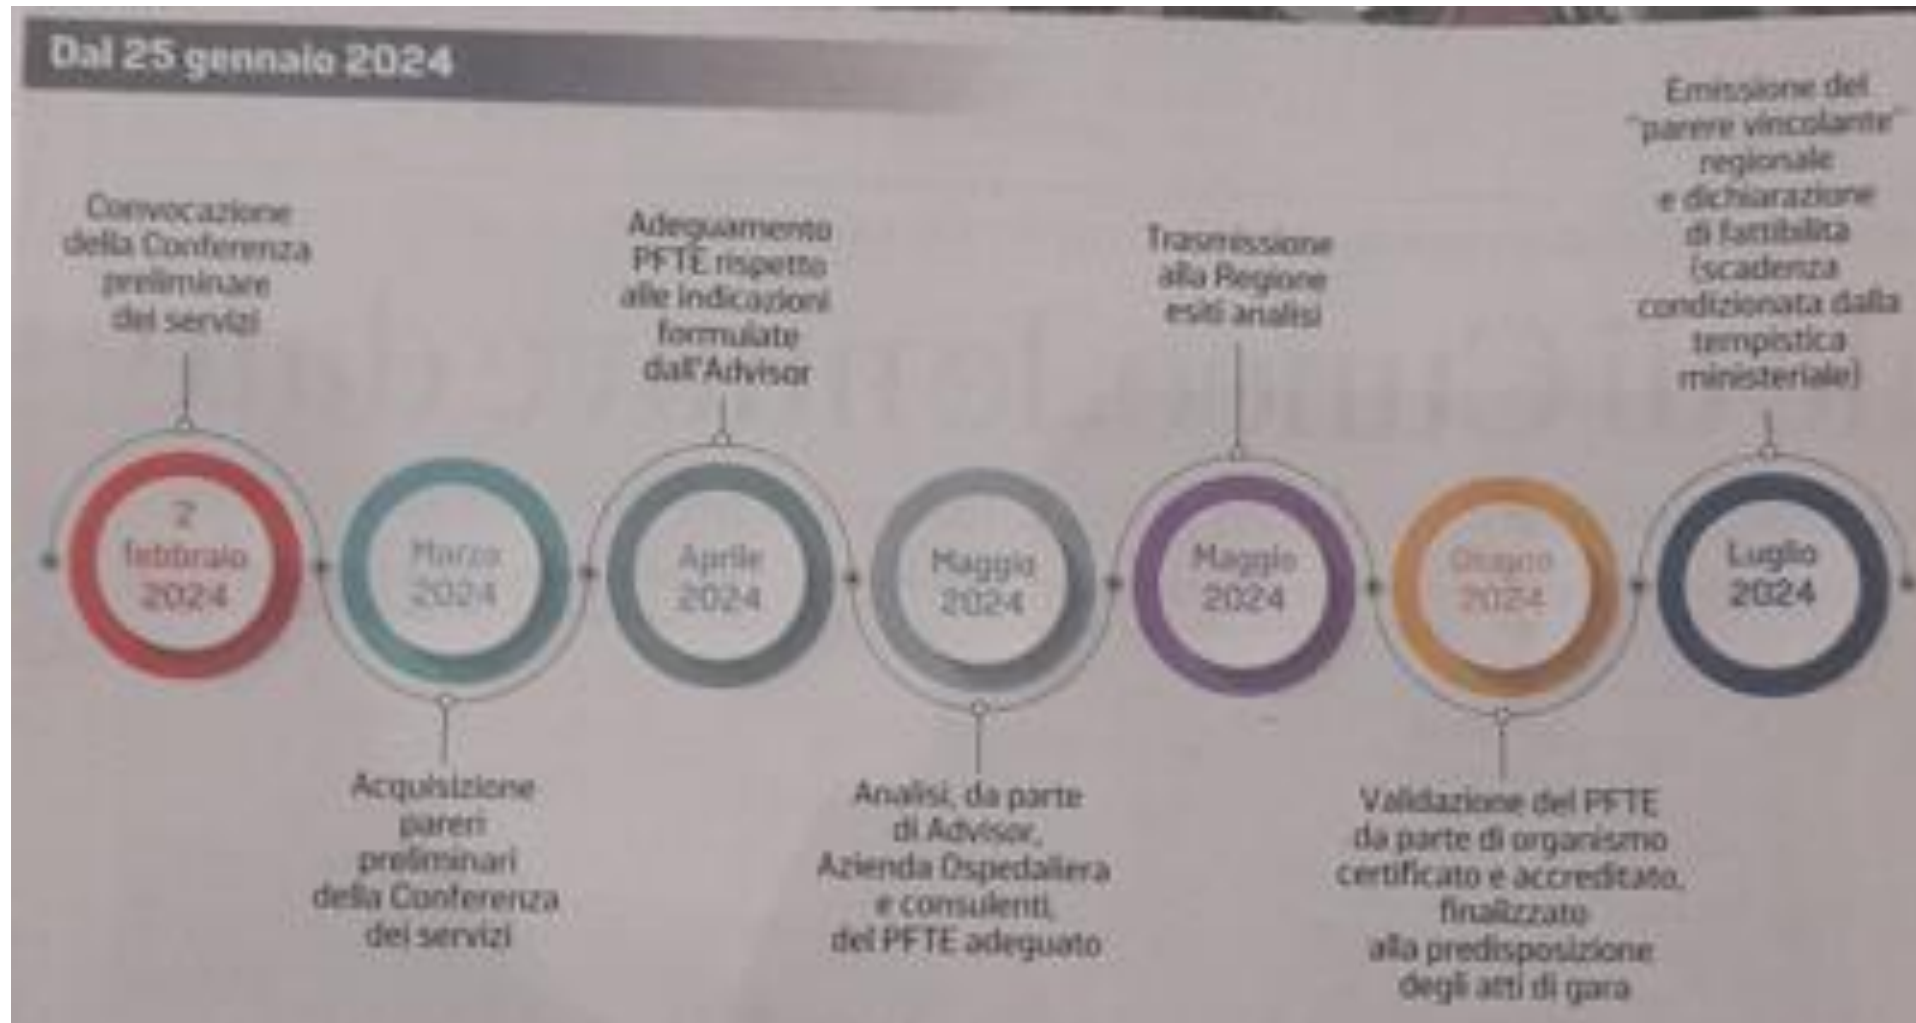 Dal 25 gennaio 2024
Convocazione
della Conferenza
preliminare
dei servizi
2
febbraio
2024
Marzo
2024
Acquisizione
pareri
preliminari
della Conferenza
dei servizi
Adeguamento
PFTE rispetto
alle indicazioni
formulate
dall'Advisor
Aprile
2024
Maggio
2024
Analisi, da parte
di Advisor,
Azienda Ospedaliera
e consulenti,
del PFTE adeguato
Trasmissione
alla Regione
esiti analisi
Maggio
2024
Giugno
2024
Validazione del PFTE
da parte di organismo
certificato e accreditato,
finalizzato
alla predisposizione
degli atti di gara
Emissione del
"parere vincolante"
regionale
e dichiarazione
di fattibilità
(scadenza
condizionata dalla
tempistica
ministeriale)
Luglio
2024